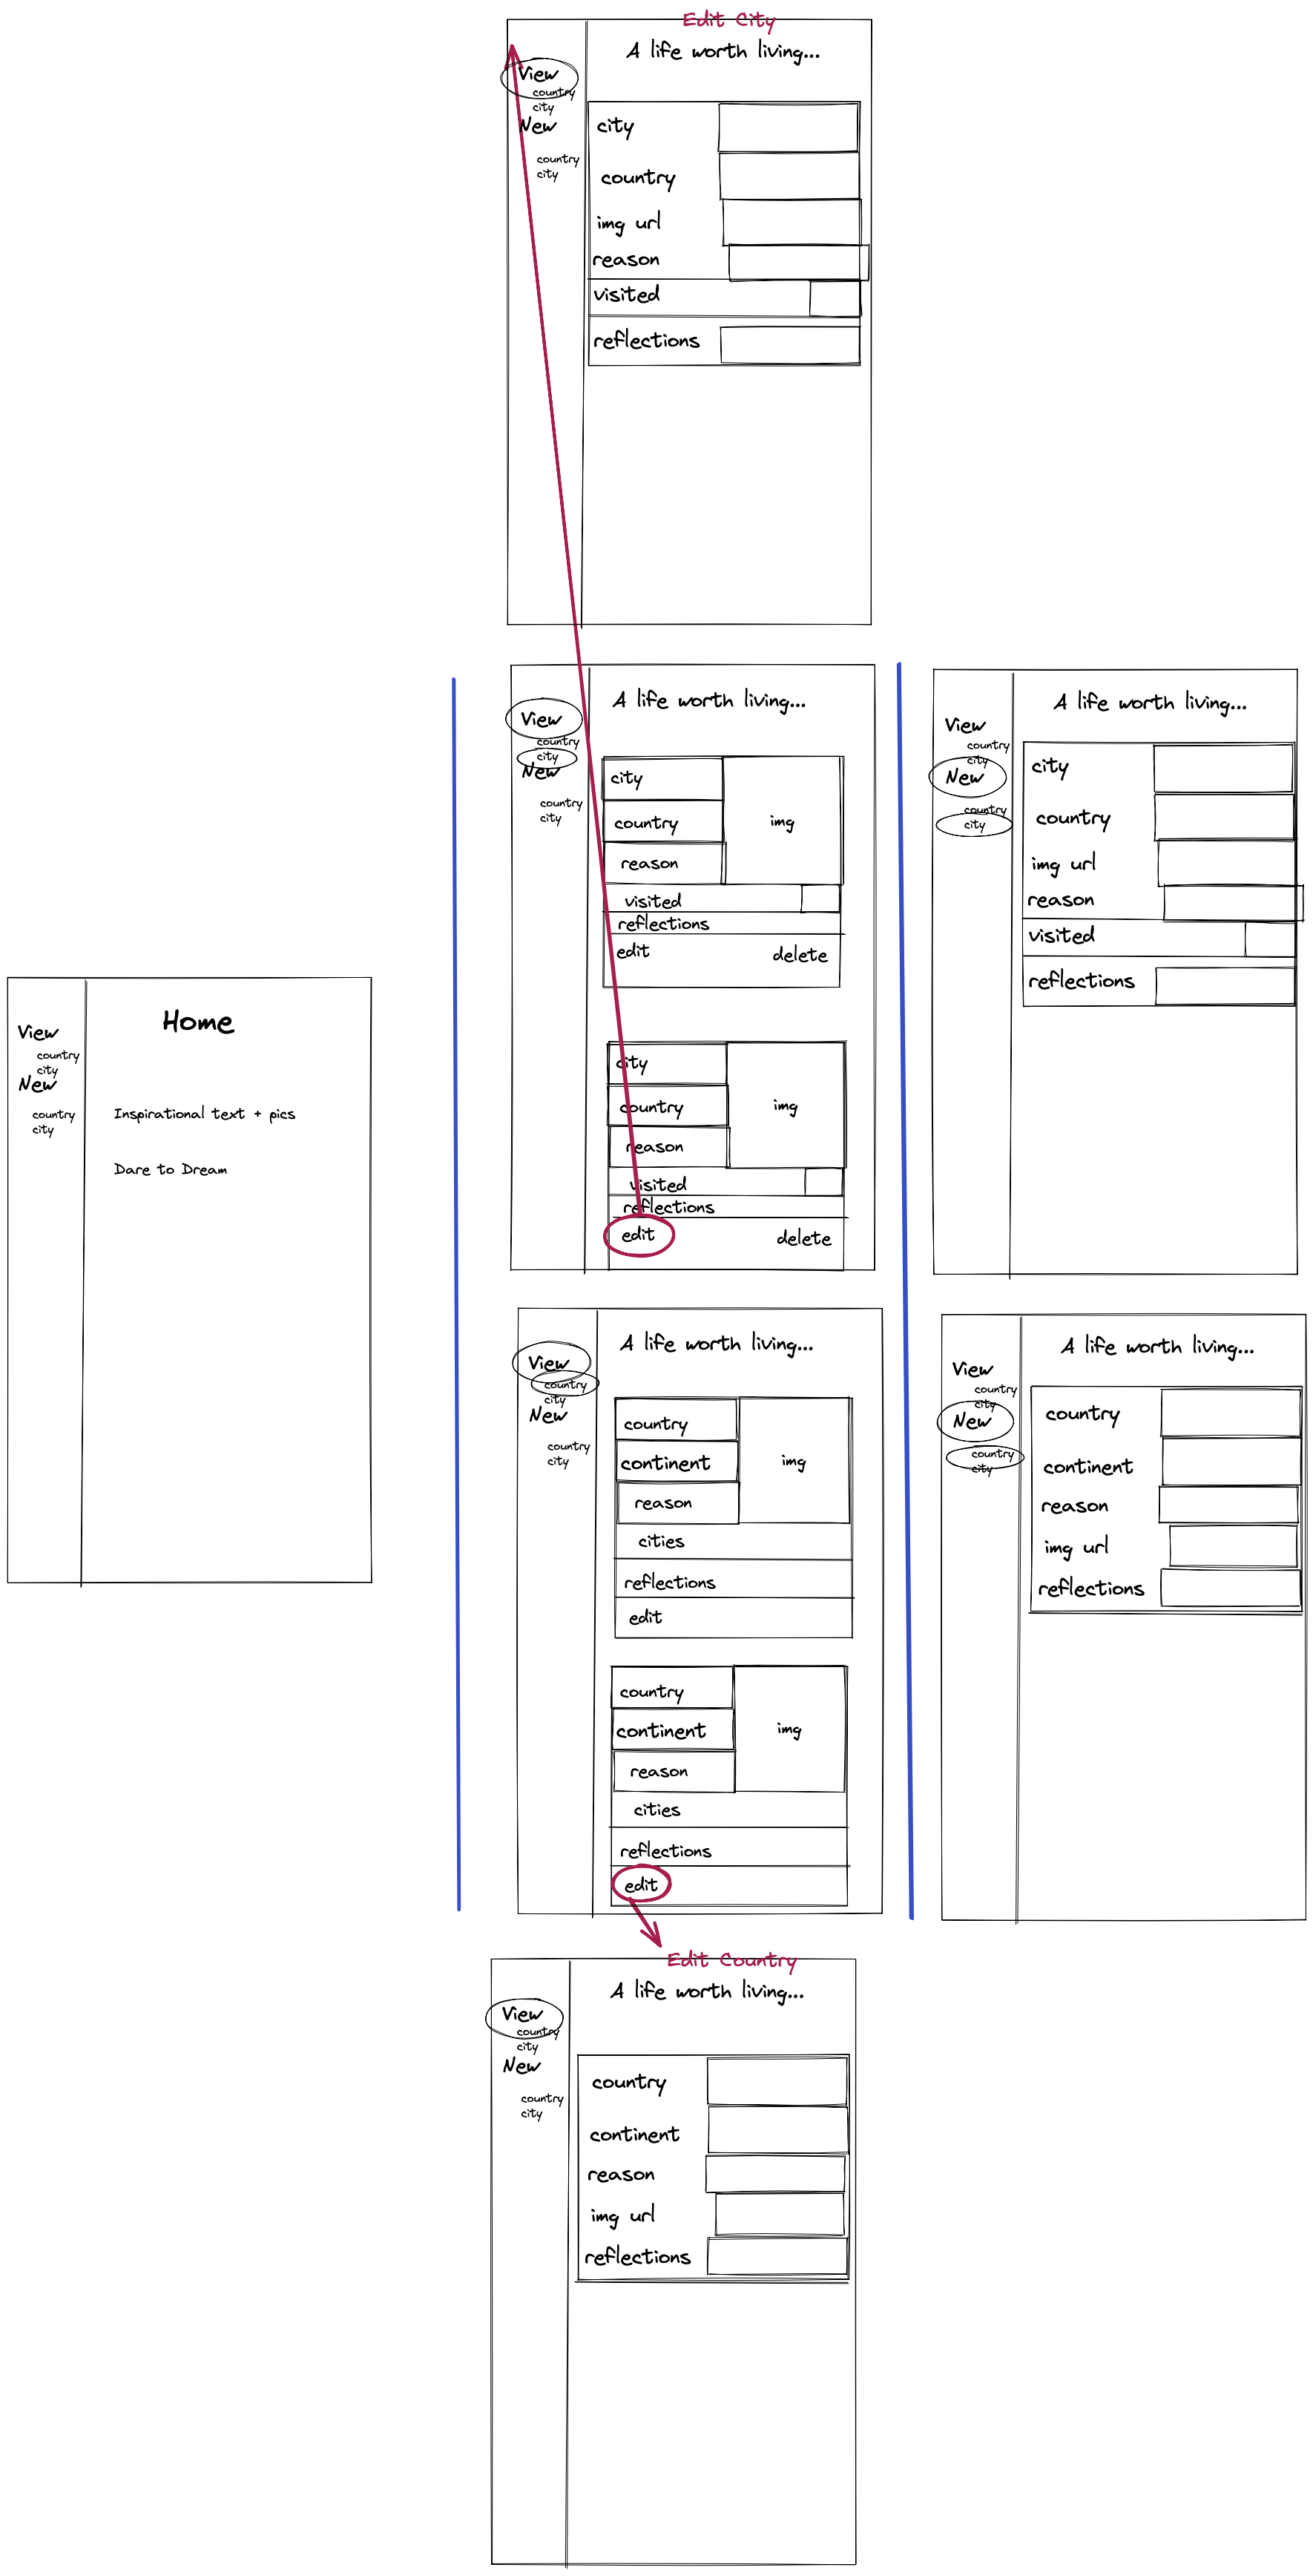 Edit City
A life worth living...
View
country
city
New
country
city
city
country
img url
reason
visited
reflections
A life worth living...
View
country
city
New
country
city
city
country
reason
img
visited
reflections
edit
delete
city
country
reason
img
visited
reflections
edit
delete
A life worth living...
View
country
city
New
country
city
city
country
img url
reason
visited
reflections
Home
View
country
city
New
country
city
Inspirational text + pics
Dare to Dream
A life worth living...
View
country
city
New
country
city
country
continent
reason
img
cities
reflections
edit
country
continent
reason
img
cities
reflections
edit
A life worth living...
View
country
city
New
country
city
country
continent
reason
img url
reflections
Edit Country
A life worth living...
View
country
city
New
country
city
country
continent
reason
img url
reflections